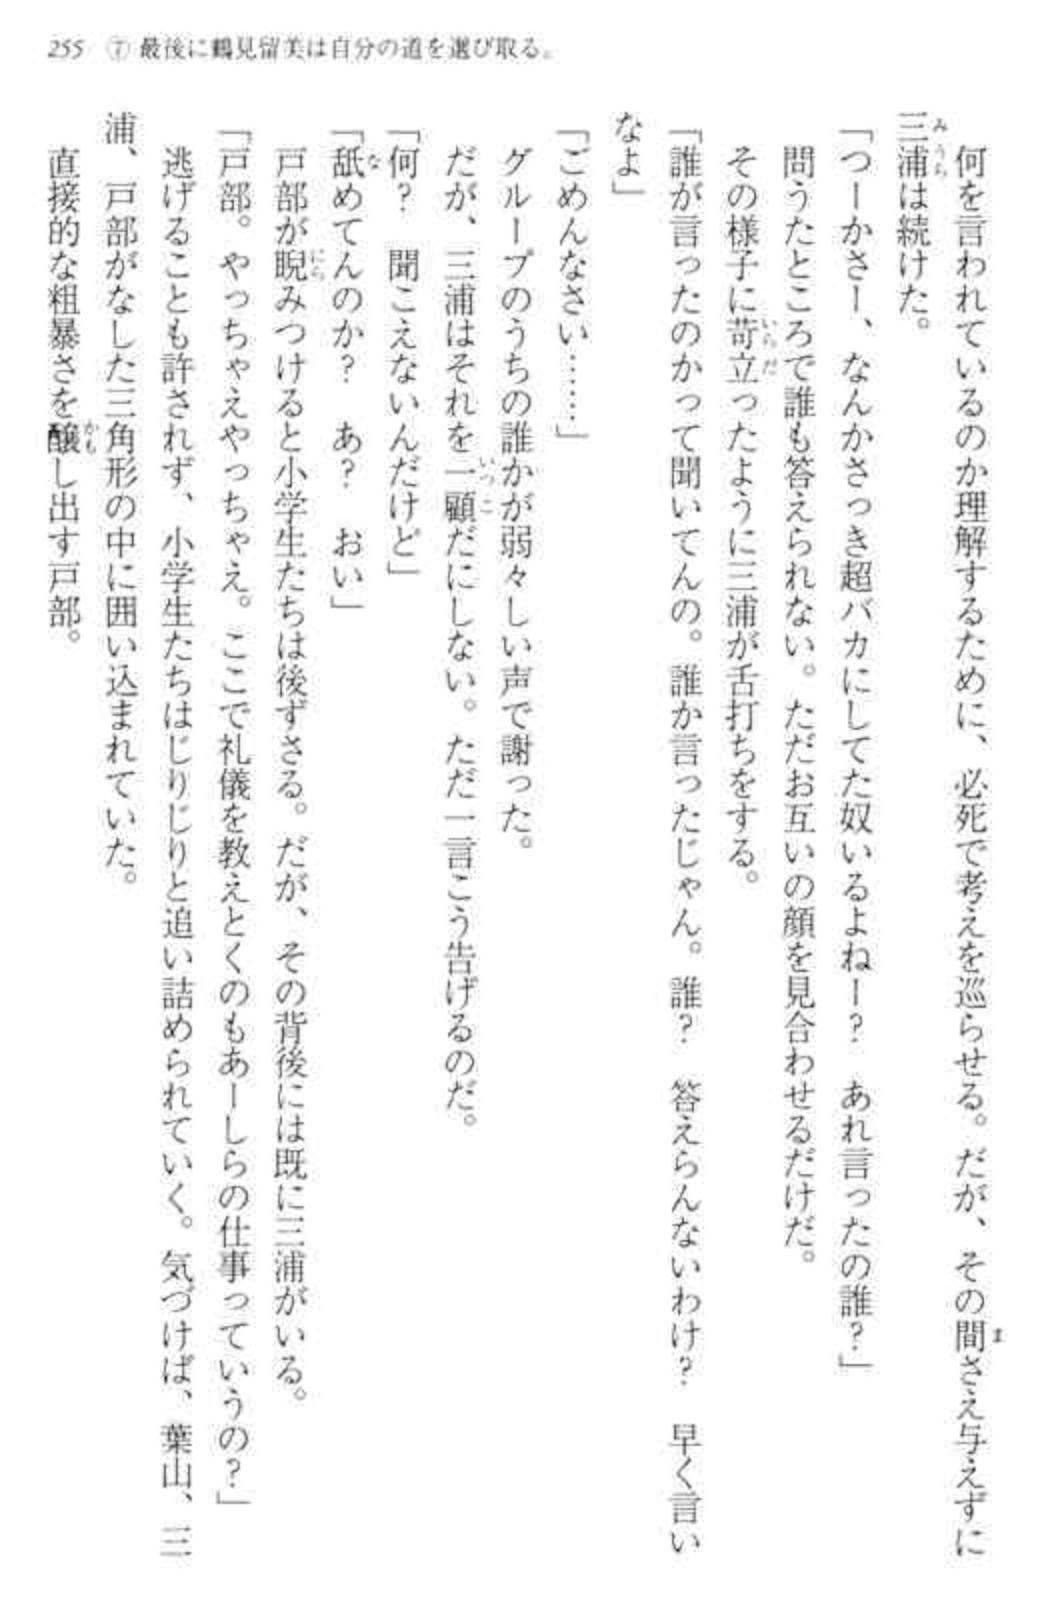 255　⑦ 最後に鶴見留美は自分の道を選び取る。
　何を言われているのか理解するために、必死で考えを巡らせる。だが、その間さえ与えずに
三浦は続けた。
「つーかさー、なんかさっき超バカにしてた奴いるよねー？　あれ言ったの誰？」
　問うたところで誰も答えられない。ただお互いの顔を見合わせるだけだ。
　その様子に苛立ったように三浦が舌打ちをする。
「誰が言ったのかって聞いてんの。誰か言ったじゃん。誰？　答えらんないわけ？　早く言い
なよ」
「ごめんなさい……」
　グループのうちの誰かが弱々しい声で謝った。
　だが、三浦はそれを一顧だにしない。ただ一言こう告げるのだ。
「何？　聞こえないんだけど」
「舐めてんのか？　あ？　おい」
　戸部が睨みつけると小学生たちは後ずさる。だが、その背後には既に三浦がいる。
「戸部。やっちゃえやっちゃえ。ここで礼儀を教えとくのもあーしらの仕事っていうの？」
　逃げることも許されず、小学生たちはじりじりと追い詰められていく。気づけば、葉山、三
浦、戸部がなした三角形の中に囲い込まれていた。
　直接的な粗暴さを醸し出す戸部。